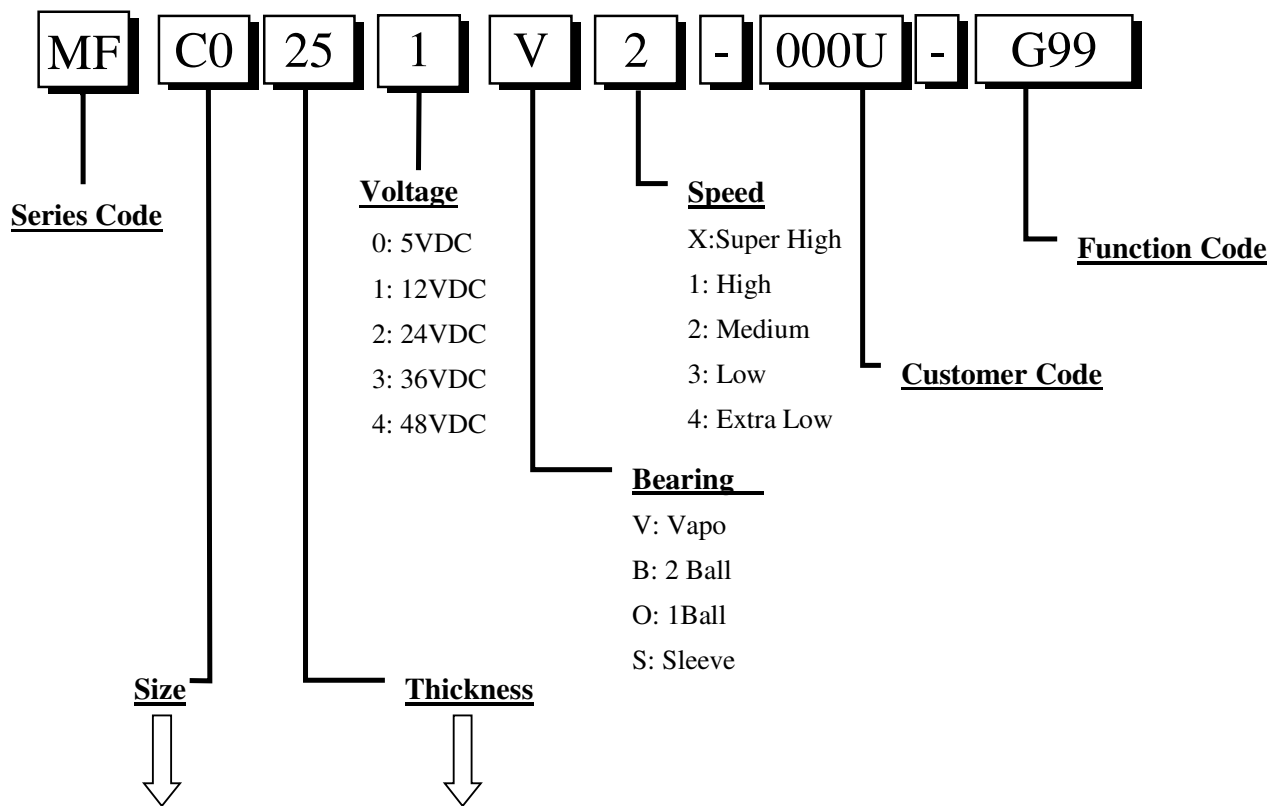 MF C0 25 1 V 2 - 000U - G99
Series Code
Voltage
0: 5VDC
1: 12VDC
2: 24VDC
3: 36VDC
4: 48VDC
Speed
X:Super High
1: High
2: Medium
3: Low
4: Extra Low
Function Code
Customer Code
Bearing
V: Vapo
B: 2 Ball
O: 1Ball
S: Sleeve
Size
Thickness